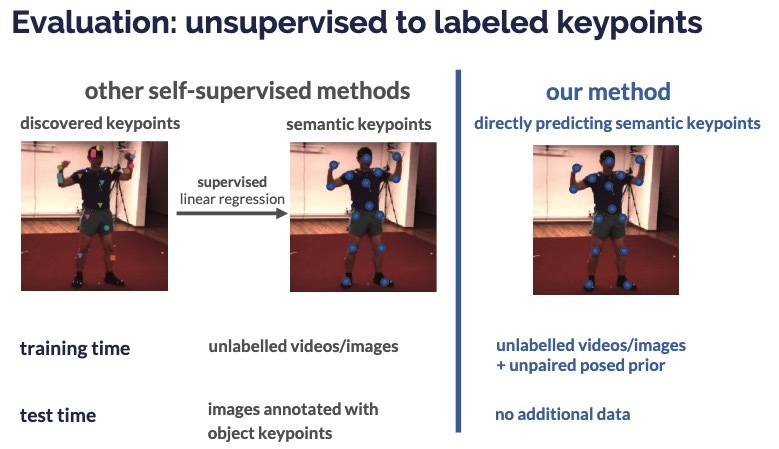 Evaluation: unsupervised to labeled keypoints
other self-supervised methods
our method
discovered keypoints
semantic keypoints
directly predicting semantic keypoints
supervised
linear regression
training time
unlabelled videos/images
unlabelled videos/images
+ unpaired posed prior
test time
images annotated with
object keypoints
no additional data